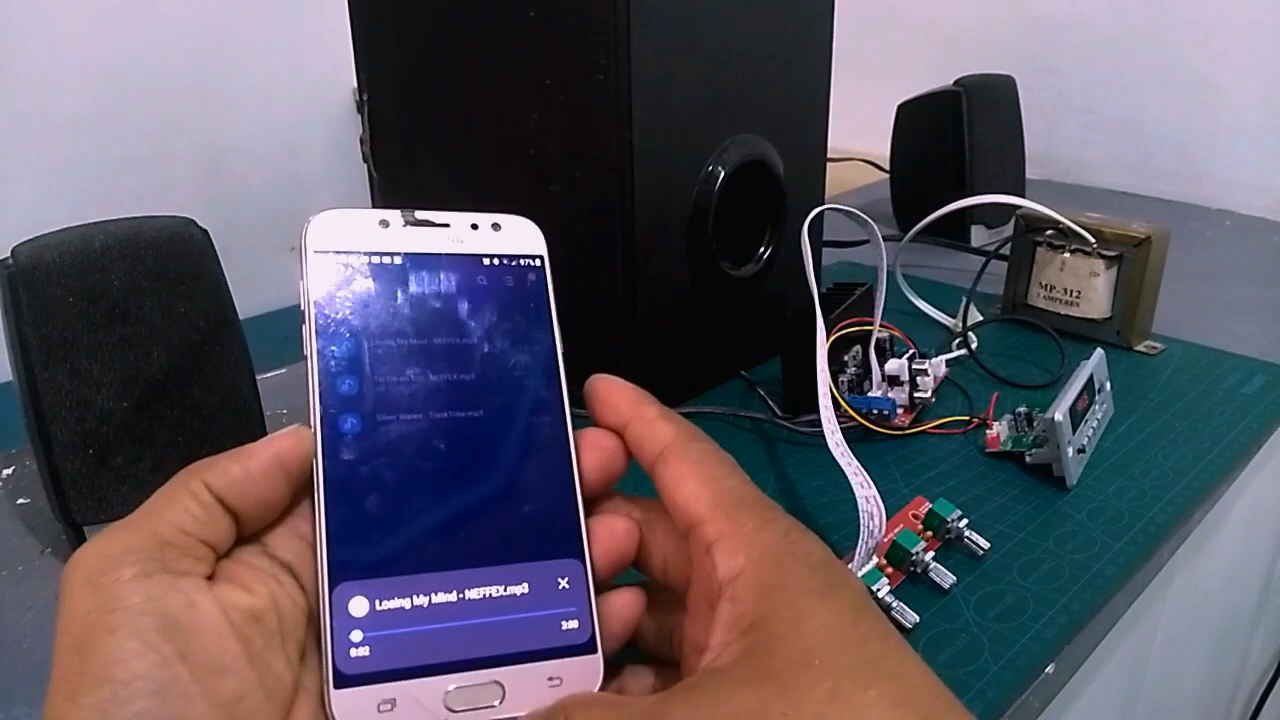 97%
Losing My Mind - NEFFEX.mp3
Silver Waves - TrackTribe.mp3
Losing My Mind - NEFFEX.mp3
0:02
3:00
MP-312
3 AMPERES